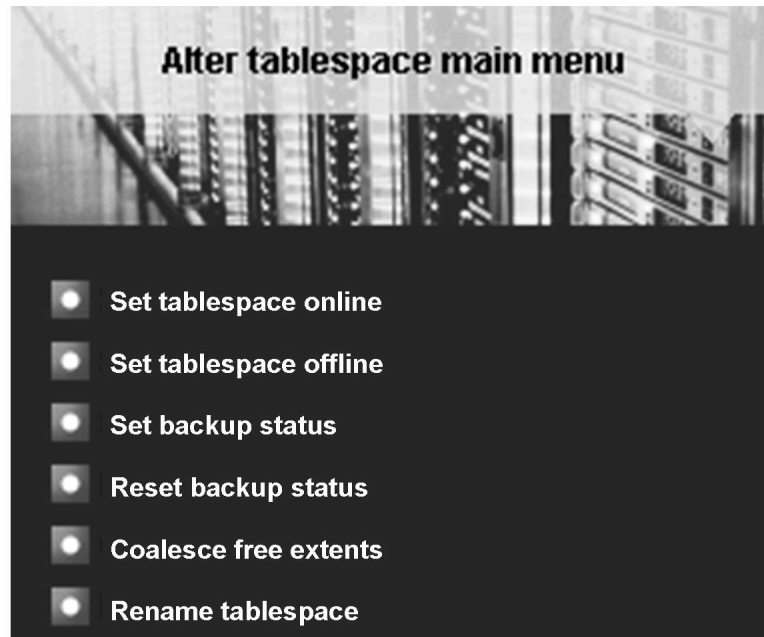 Alter tablespace main menu
Set tablespace online
Set tablespace offline
Set backup status
Reset backup status
Coalesce free extents
Rename tablespace